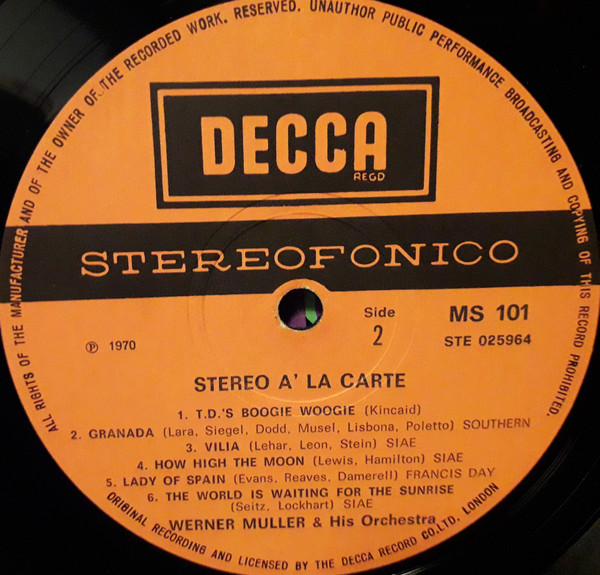 ALL RIGHTS OF THE MANUFACTURER AND OF THE OWNER OF THE RECORDED WORK. RESERVED. UNAUTHOR PUBLIC PERFORMANCE BROADCASTING AND COPYING OF THIS RECORD PROHIBITED.
DECCA
REGD
STEREOFONICO
Side
2
MS 101
STE 025964
℗ 1970
STEREO A' LA CARTE
1. T.D.'S BOOGIE WOOGIE (Kincaid)
2. GRANADA (Lara, Siegel, Dodd, Musel, Lisbona, Poletto) SOUTHERN
3. VILIA (Lehar, Leon, Stein) SIAE
4. HOW HIGH THE MOON (Lewis, Hamilton) SIAE
5. LADY OF SPAIN (Evans, Reaves, Damerell) FRANCIS DAY
6. THE WORLD IS WAITING FOR THE SUNRISE
(Seitz, Lockhart) SIAE
WERNER MULLER & His Orchestra
ORIGINAL RECORDING AND LICENSED BY THE DECCA RECORD CO. LTD. LONDON